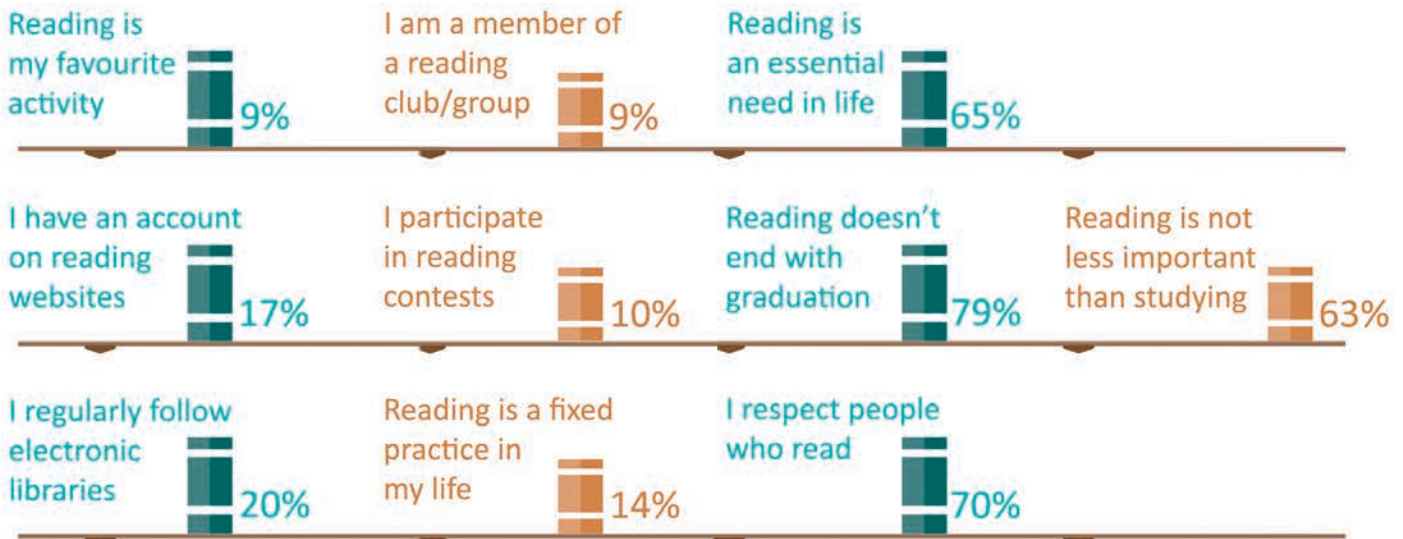 Reading is
my favourite
activity
9%
I am a member of
a reading
club/group
9%
Reading is
an essential
need in life
65%
I have an account
on reading
websites
17%
I participate
in reading
contests
10%
Reading doesn't
end with
graduation
79%
Reading is not
less important
than studying
63%
I regularly follow
electronic
libraries
20%
Reading is a fixed
practice in
my life
14%
I respect people
who read
70%